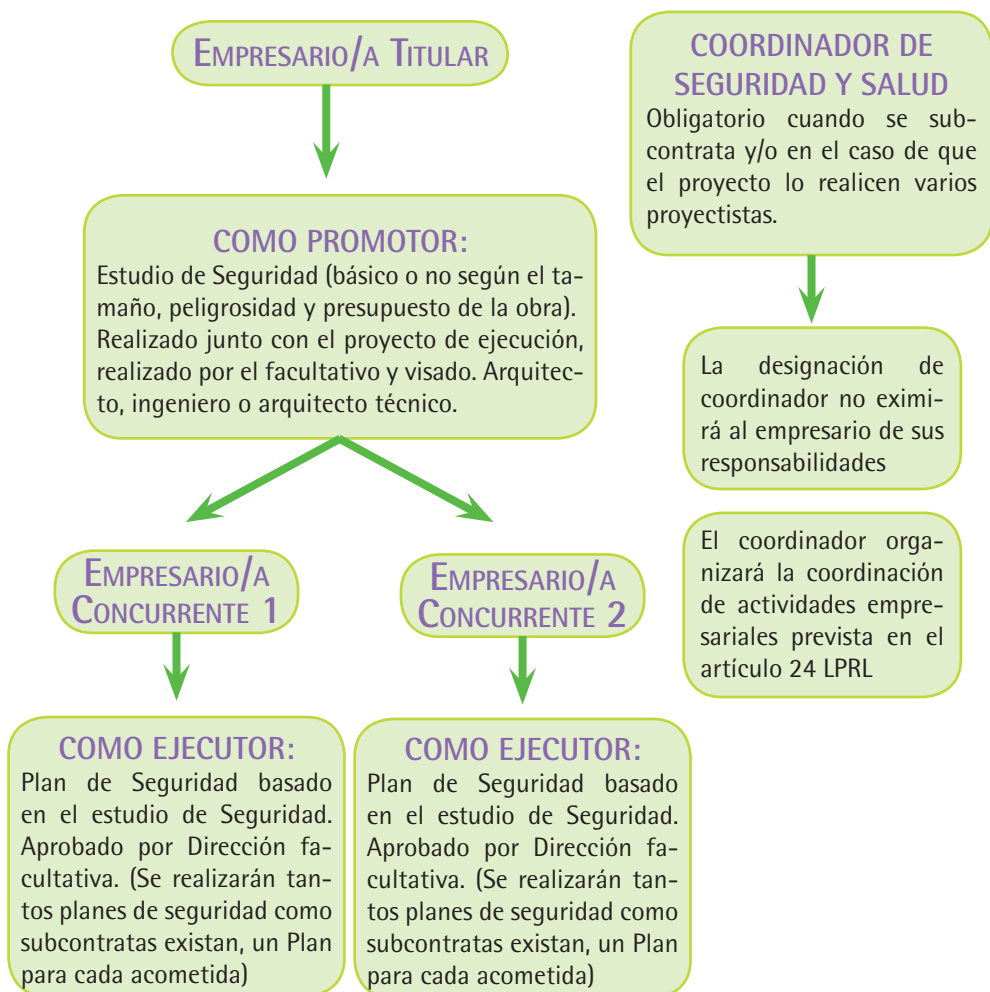 Empresario/a Titular
COMO PROMOTOR:
Estudio de Seguridad (básico o no según el ta-
maño, peligrosidad y presupuesto de la obra).
Realizado junto con el proyecto de ejecución,
realizado por el facultativo y visado. Arquitec-
to, ingeniero o arquitecto técnico.
Empresario/a
Concurrente 1
Empresario/a
Concurrente 2
COMO EJECUTOR:
Plan de Seguridad basado
en el estudio de Seguridad.
Aprobado por Dirección fa-
cultativa. (Se realizarán tan-
tos planes de seguridad como
subcontratas existan, un Plan
para cada acometida)
COMO EJECUTOR:
Plan de Seguridad basado
en el estudio de Seguridad.
Aprobado por Dirección fa-
cultativa. (Se realizarán tan-
tos planes de seguridad como
subcontratas existan, un Plan
para cada acometida)
COORDINADOR DE
SEGURIDAD Y SALUD
Obligatorio cuando se sub-
contrata y/o en el caso de que
el proyecto lo realicen varios
proyectistas.
La designación de
coordinador no eximi-
rá al empresario de sus
responsabilidades
El coordinador orga-
nizará la coordinación
de actividades empre-
sariales prevista en el
artículo 24 LPRL